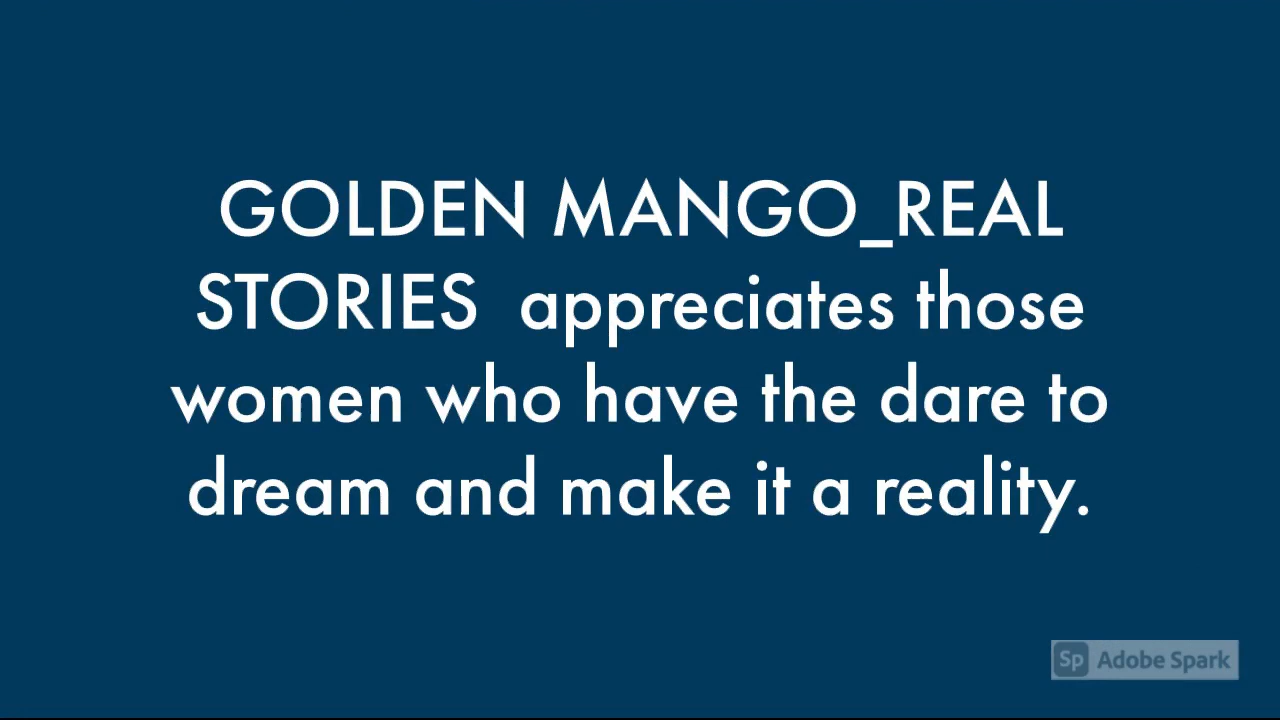 GOLDEN MANGO_REAL
STORIES  appreciates those
women who have the dare to
dream and make it a reality.
Sp Adobe Spark